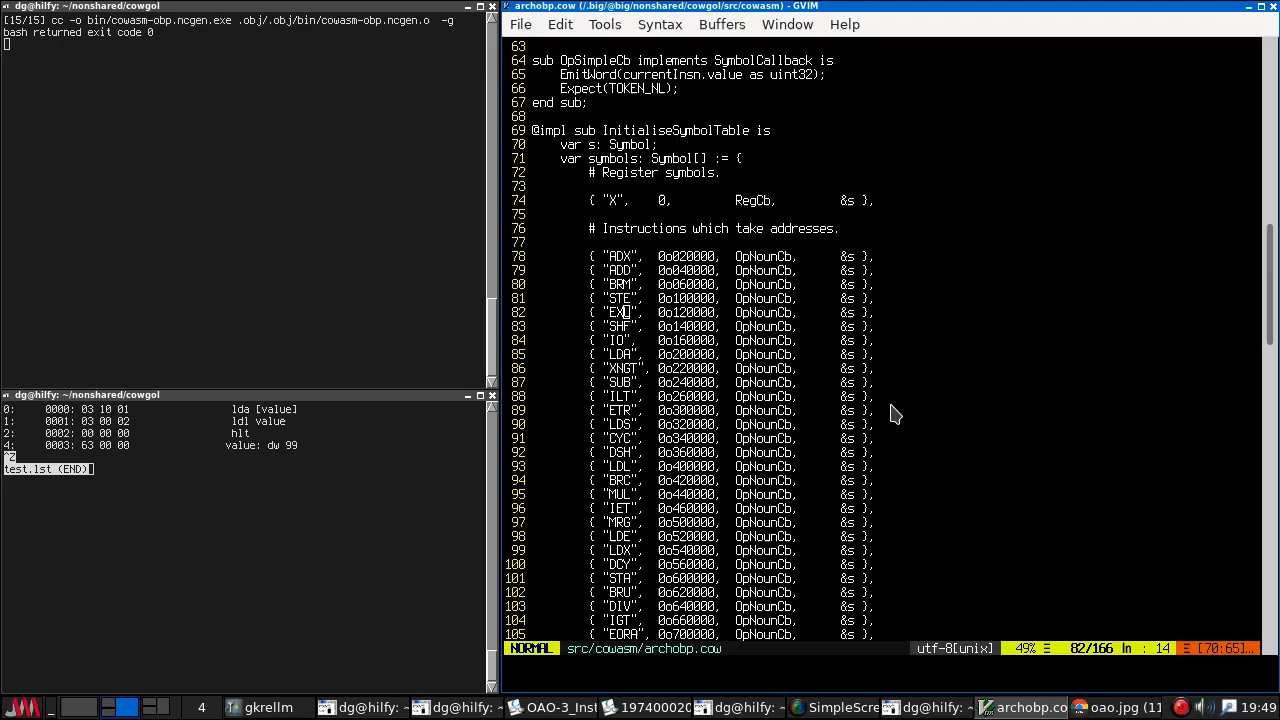 dg@hilfy: ~/nonshared/cowgol
[15/15] cc -o bin/cowasm-obp.ncgen.exe .obj/.obj/bin/cowasm-obp.ncgen.o -g
bash returned exit code 0
dg@hilfy: ~/nonshared/cowgol
0: 0000: 03 10 01 lda [value]
1: 0001: 03 00 02 ldl value
2: 0002: 00 00 00 hlt
4: 0003: 63 00 00 value: dw 99
^Z
test.lst (END)
archobp.cow (/.big/@big/nonshared/cowgol/src/cowasm) - GVIM
File Edit Tools Syntax Buffers Window Help
63
64 sub OpSimpleCb implements SymbolCallback is
65 EmitWord(currentInsn.value as uint32);
66 Expect(TOKEN_NL);
67 end sub;
68
69 @impl sub InitialiseSymbolTable is
70 var s: Symbol;
71 var symbols: Symbol[] := {
72 # Register symbols.
73
74 { "X", 0, RegCb, &s },
75
76 # Instructions which take addresses.
77
78 { "ADX", 0o020000, OpNounCb, &s },
79 { "ADD", 0o040000, OpNounCb, &s },
80 { "BRM", 0o060000, OpNounCb, &s },
81 { "STE", 0o100000, OpNounCb, &s },
82 { "EXL", 0o120000, OpNounCb, &s },
83 { "SHF", 0o140000, OpNounCb, &s },
84 { "IO", 0o160000, OpNounCb, &s },
85 { "LDA", 0o200000, OpNounCb, &s },
86 { "XNGT", 0o220000, OpNounCb, &s },
87 { "SUB", 0o240000, OpNounCb, &s },
88 { "ILT", 0o260000, OpNounCb, &s },
89 { "ETR", 0o300000, OpNounCb, &s },
90 { "LDS", 0o320000, OpNounCb, &s },
91 { "CYC", 0o340000, OpNounCb, &s },
92 { "DSH", 0o360000, OpNounCb, &s },
93 { "LDL", 0o400000, OpNounCb, &s },
94 { "BRC", 0o420000, OpNounCb, &s },
95 { "MUL", 0o440000, OpNounCb, &s },
96 { "IET", 0o460000, OpNounCb, &s },
97 { "MRG", 0o500000, OpNounCb, &s },
98 { "LDE", 0o520000, OpNounCb, &s },
99 { "LDX", 0o540000, OpNounCb, &s },
100 { "DCY", 0o560000, OpNounCb, &s },
101 { "STA", 0o600000, OpNounCb, &s },
102 { "BRU", 0o620000, OpNounCb, &s },
103 { "DIV", 0o640000, OpNounCb, &s },
104 { "IGT", 0o660000, OpNounCb, &s },
105 { "EORA", 0o700000, OpNounCb, &s },
NORMAL src/cowasm/archobp.cow utf-8[unix] 49% Ξ 82/166 ln : 14 Ξ [70:65]…
4 gkrellm dg@hilfy: ~ dg@hilfy: ~/ OAO-3_Inst 197400020 dg@hilfy: ~/ SimpleScre dg@hilfy: ~/ archobp.co oao.jpg (11 19:49